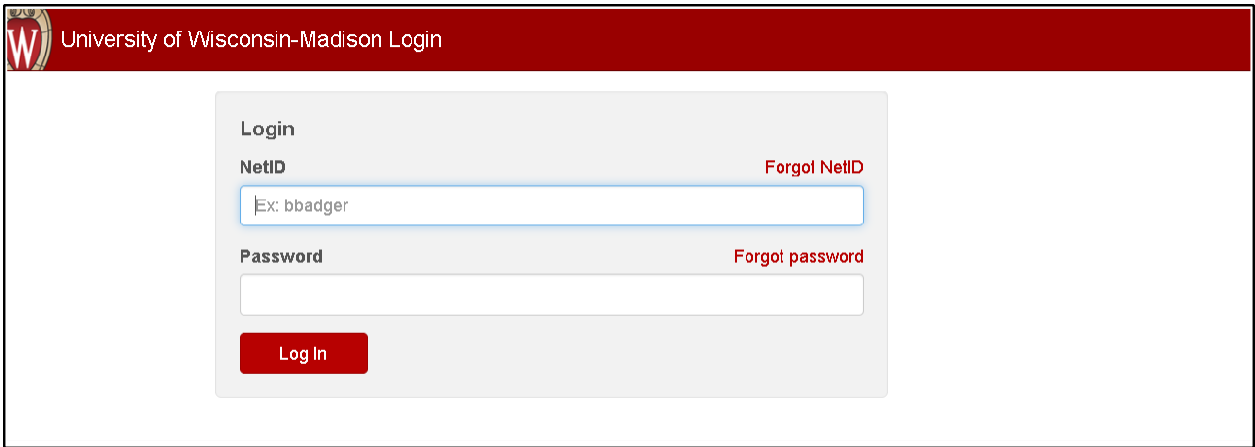 W University of Wisconsin-Madison Login
Login
NetID Forgot NetID
Ex: bbadger
Password Forgot password
Log In